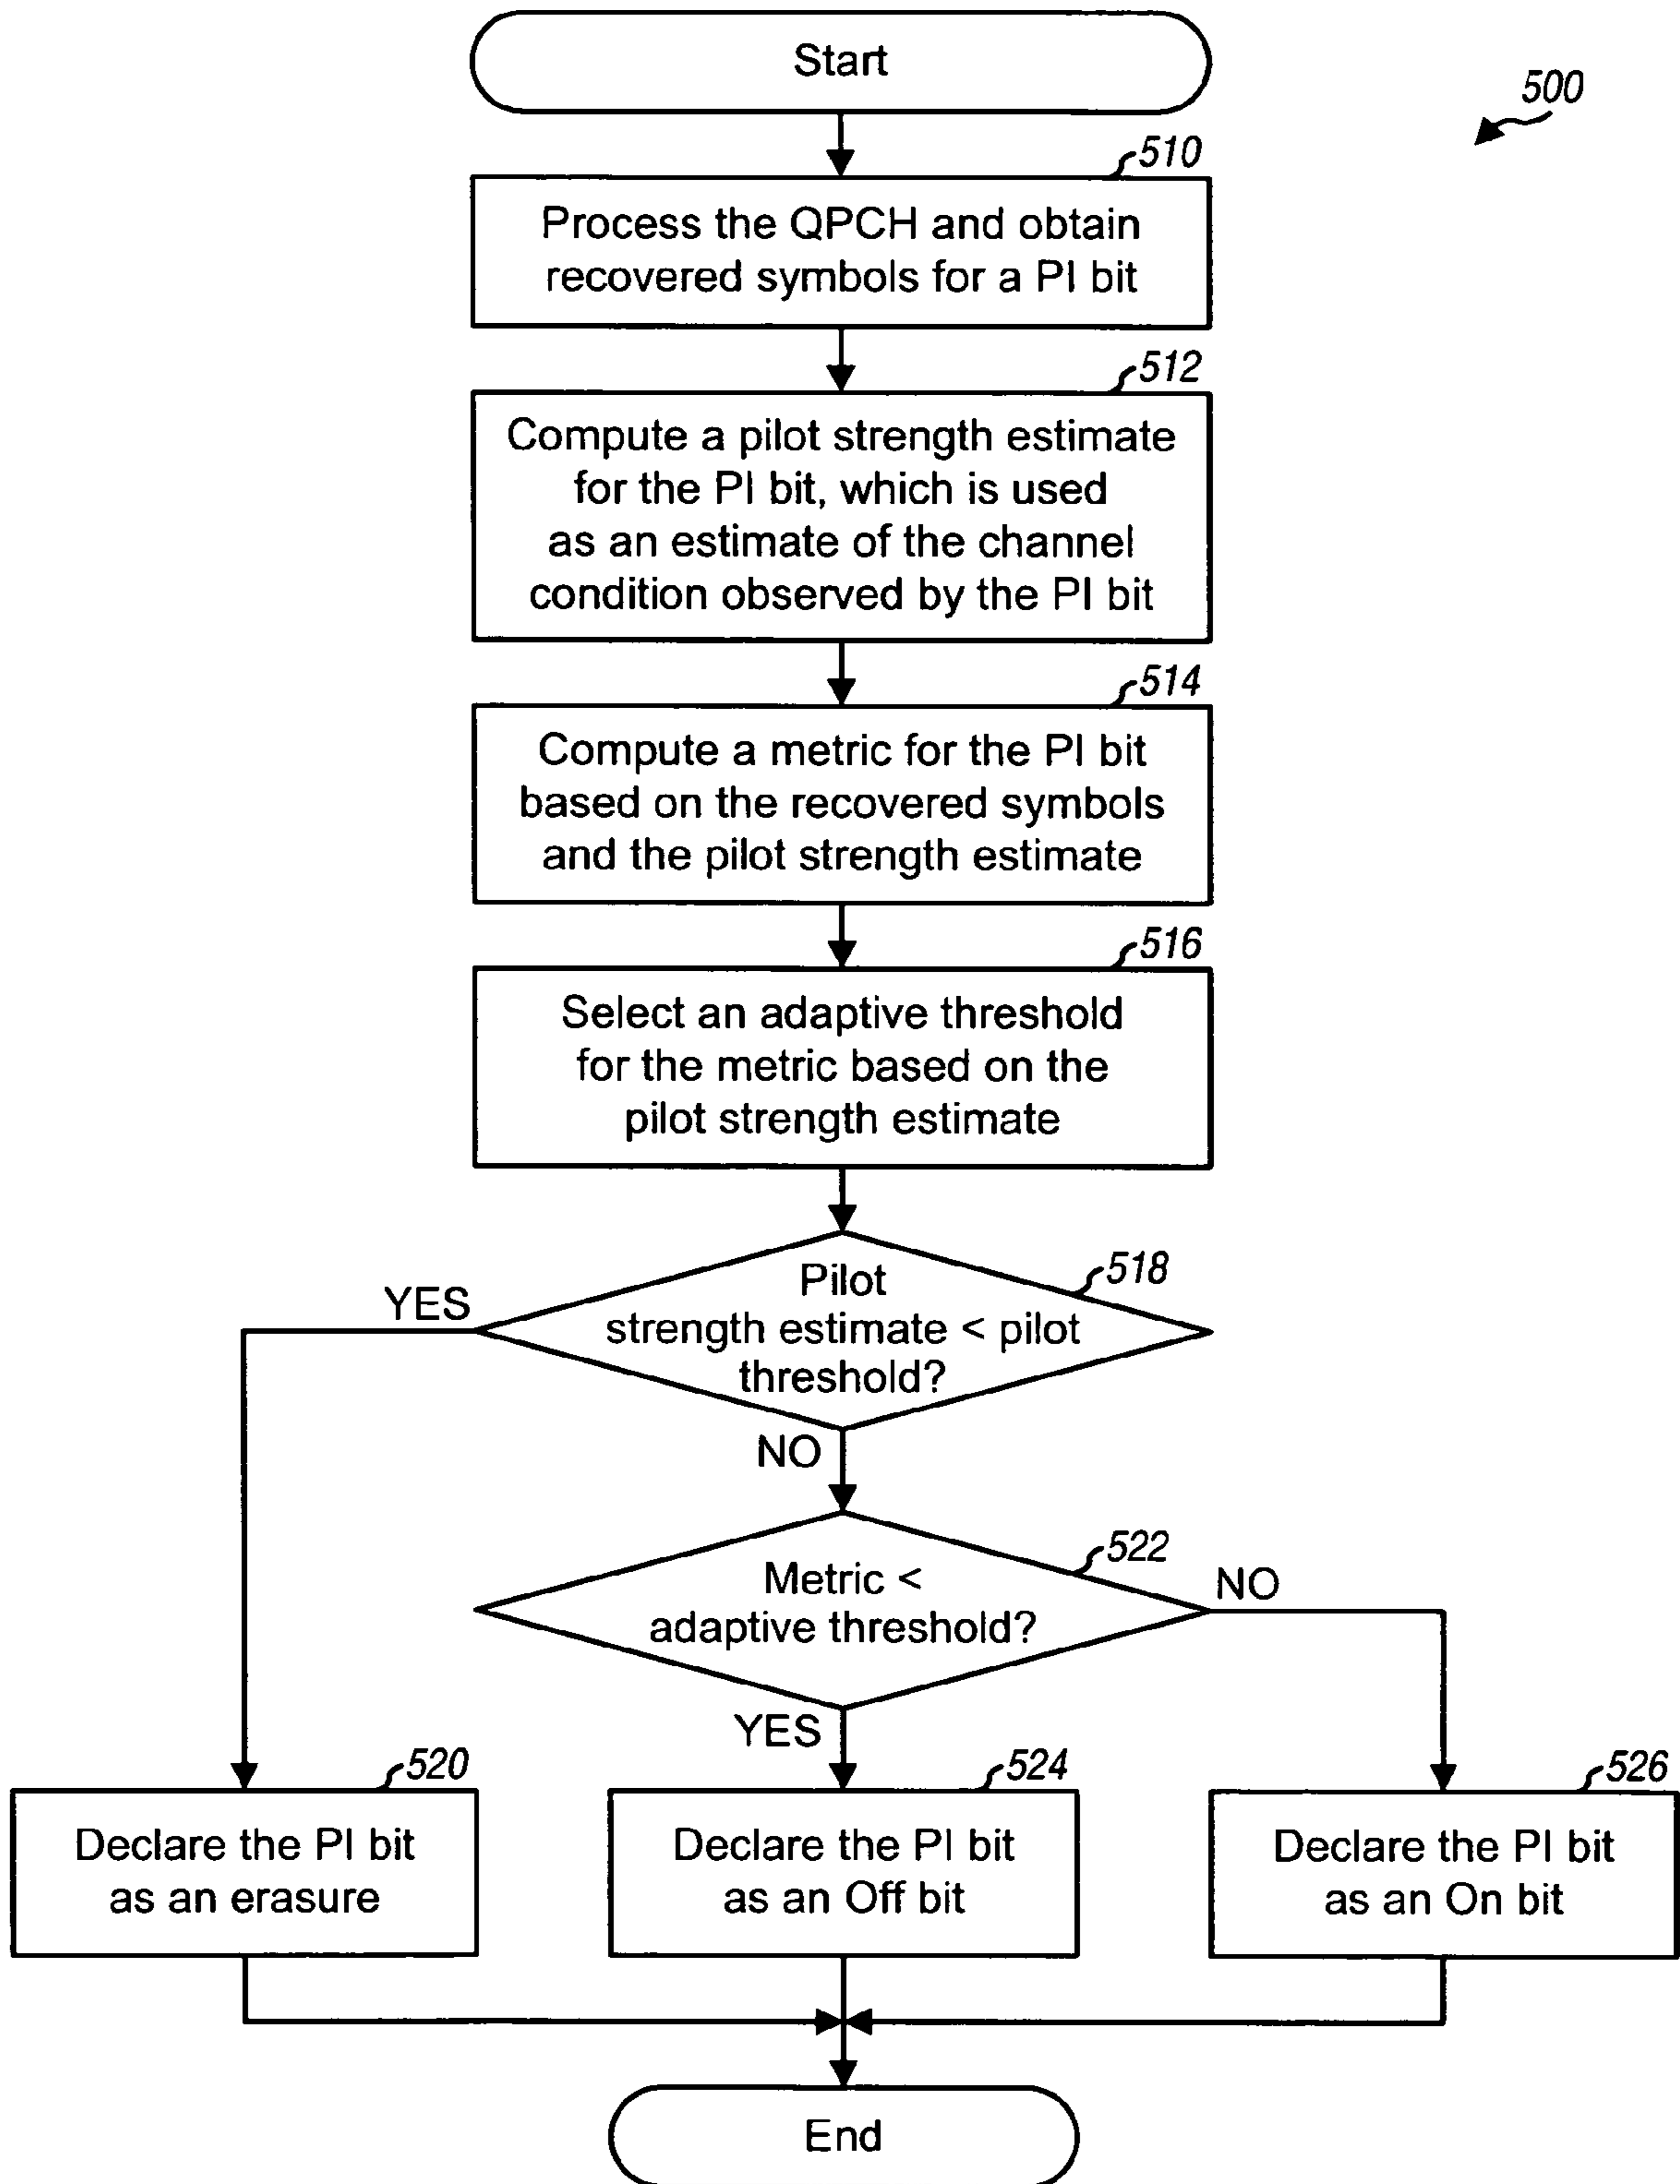 Start
500
510
Process the QPCH and obtain
recovered symbols for a PI bit
512
Compute a pilot strength estimate
for the PI bit, which is used
as an estimate of the channel
condition observed by the PI bit
514
Compute a metric for the PI bit
based on the recovered symbols
and the pilot strength estimate
516
Select an adaptive threshold
for the metric based on the
pilot strength estimate
518
Pilot
strength estimate < pilot
threshold?
YES
NO
522
Metric <
adaptive threshold?
NO
YES
520
Declare the PI bit
as an erasure
524
Declare the PI bit
as an Off bit
526
Declare the PI bit
as an On bit
End